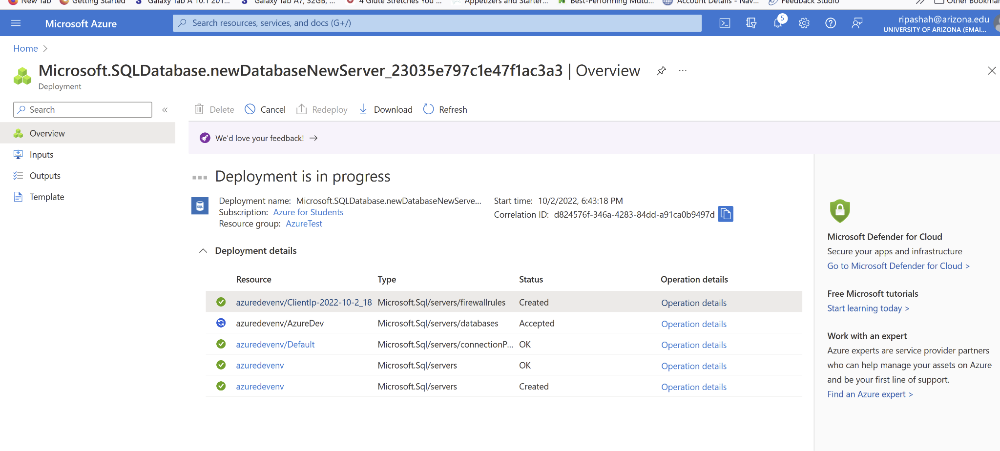 New Tab Getting Started Galaxy Tab A 10.1 201... Galaxy Tab A7, 32GB, ... 4 Glute Stretches You ... Appetizers and Starter... Best-Performing Mutu... Account Details - Nav... Feedback Studio Other Bookmar
Microsoft Azure Search resources, services, and docs (G+/) 5 ripashah@arizona.edu
UNIVERSITY OF ARIZONA (EMAI...
Home >
Microsoft.SQLDatabase.newDatabaseNewServer_23035e797c1e47f1ac3a3 | Overview ...
Deployment
Search « Delete Cancel Redeploy Download Refresh
Overview
We'd love your feedback! →
Inputs
Outputs
Template
Deployment is in progress
SQL
Deployment name: Microsoft.SQLDatabase.newDatabaseNewServe... Start time: 10/2/2022, 6:43:18 PM
Subscription: Azure for Students Correlation ID: d824576f-346a-4283-84dd-a91ca0b9497d
Resource group: AzureTest
Deployment details
Resource Type Status Operation details
azuredevenv/ClientIp-2022-10-2_18 Microsoft.Sql/servers/firewallrules Created Operation details
azuredevenv/AzureDev Microsoft.Sql/servers/databases Accepted Operation details
azuredevenv/Default Microsoft.Sql/servers/connectionP... OK Operation details
azuredevenv Microsoft.Sql/servers OK Operation details
azuredevenv Microsoft.Sql/servers Created Operation details
Microsoft Defender for Cloud
Secure your apps and infrastructure
Go to Microsoft Defender for Cloud >
Free Microsoft tutorials
Start learning today >
Work with an expert
Azure experts are service provider partners
who can help manage your assets on Azure
and be your first line of support.
Find an Azure expert >